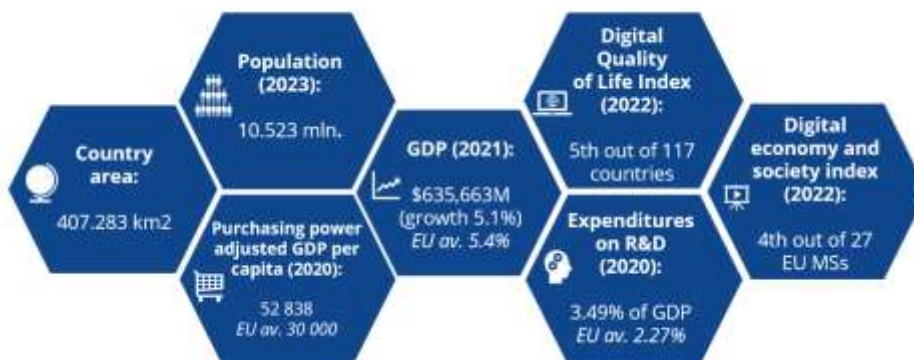 Country
area:
407.283 km2
Population
(2023):
10.523 mln.
Purchasing power
adjusted GDP per
capita (2020):
52 838
EU av. 30 000
GDP (2021):
$635,663M
(growth 5.1%)
EU av. 5.4%
Digital
Quality
of Life Index
(2022):
5th out of 117
countries
Expenditures
on R&D
(2020):
3.49% of GDP
EU av. 2.27%
Digital
economy and
society index
(2022):
4th out of 27
EU MSs